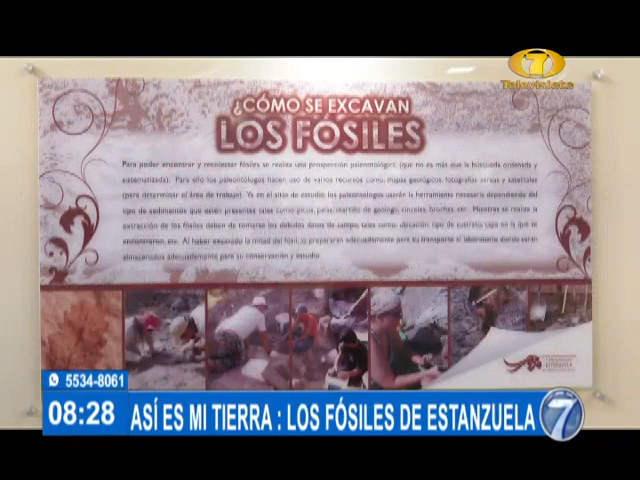 7
Televisiete
¿CÓMO SE EXCAVAN
LOS FÓSILES
Para poder encontrar y recolectar fósiles se realiza una prospección paleontológica (que no es más que la búsqueda ordenada y
sistematizada). Para ello los paleontólogos hacen uso de varios recursos como: mapas geológicos, fotografías aéreas y satelitales
(para determinar el área de trabajo). Ya en el sitio de estudio, los paleontólogos usarán la herramienta necesaria dependiendo del
tipo de sedimentos que estén presentes tales como picos, palas, martillo de geólogo, cinceles, brochas, etc. Mientras se realiza la
extracción de los fósiles deben de tomarse los debidos datos de campo, tales como: ubicación, tipo de sustrato, capa en la que se
encontraron, etc. Al haber excavado la mitad del fósil, lo prepararán adecuadamente para su transporte al laboratorio donde serán
almacenados adecuadamente para su conservación y estudio.
5534-8061
08:28 ASÍ ES MI TIERRA : LOS FÓSILES DE ESTANZUELA 7